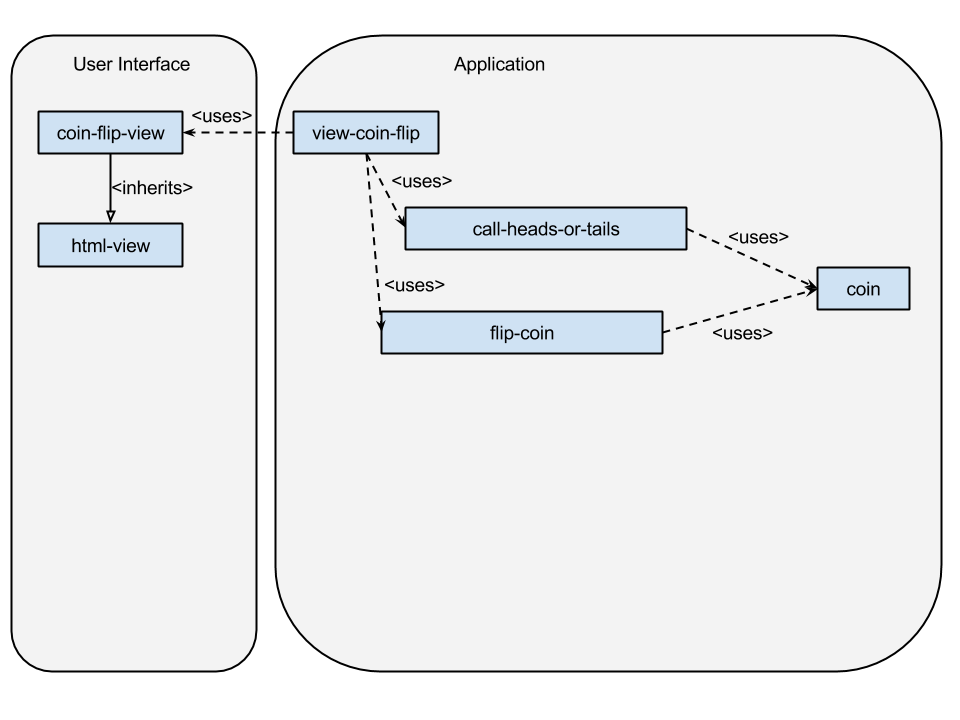 User Interface
Application
coin-flip-view
<uses>
view-coin-flip
<inherits>
<uses>
html-view
call-heads-or-tails
<uses>
coin
<uses>
flip-coin
<uses>